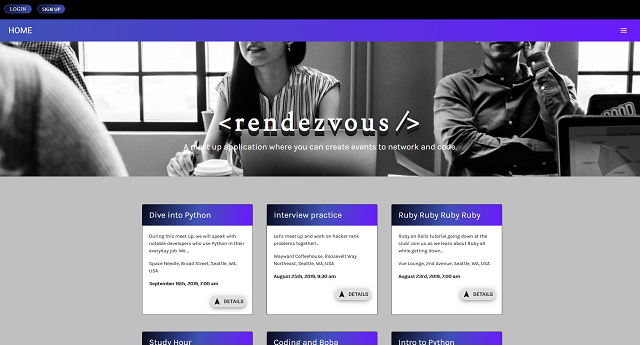 LOGIN SIGN UP
HOME
<rendezvous />
A meet up application where you can create events to network and code.
Dive into Python
During this meet up, we will speak with
notable developers who use Python in their
everyday job. We ...
Space Needle, Broad Street, Seattle, WA,
USA
September 16th, 2019, 7:00 am
DETAILS
Interview practice
Let's meet up and work on hacker rank
problems together!...
Wayward Coffeehouse, Roosevelt Way
Northeast, Seattle, WA, USA
August 25th, 2019, 9:30 am
DETAILS
Ruby Ruby Ruby Ruby
Ruby on Rails tutorial going down at the
club! Join us as we learn about Ruby all
while getting down...
Vue Lounge, 2nd Avenue, Seattle, WA, USA
August 23rd, 2019, 7:00 am
DETAILS
Study Hour
Coding and Boba
Intro to Python